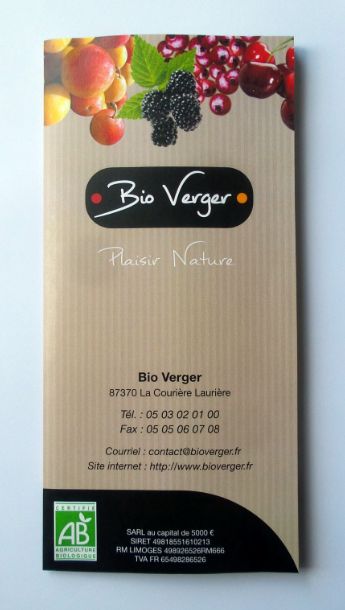 Bio Verger
Plaisir Nature
Bio Verger
87370 La Courière Laurière
Tél. : 05 03 02 01 00
Fax : 05 05 06 07 08
Courriel : contact@bioverger.fr
Site internet : http://www.bioverger.fr
CERTIFIÉ
AB
AGRICULTURE
BIOLOGIQUE
SARL au capital de 5000 €
SIRET 49818551610213
RM LIMOGES 498926526RM666
TVA FR 65498286526